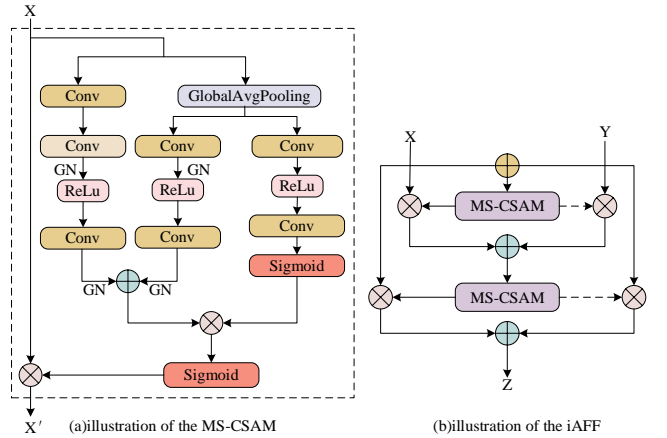 X
Conv
GlobalAvgPooling
Conv
Conv
Conv
GN
GN
ReLu
ReLu
ReLu
Conv
Conv
Conv
Sigmoid
GN
GN
Sigmoid
X′
(a)illustration of the MS-CSAM
X
Y
MS-CSAM
MS-CSAM
Z
(b)illustration of the iAFF